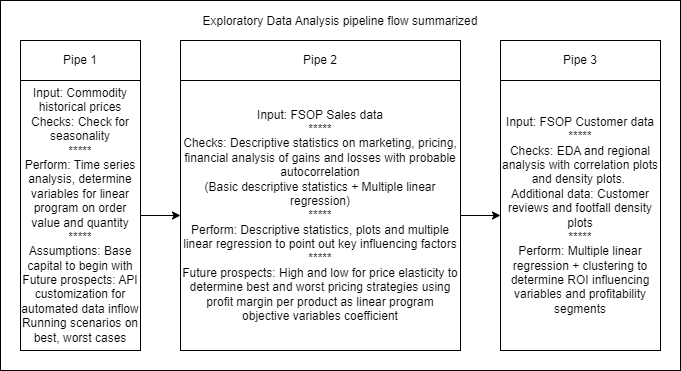 Exploratory Data Analysis pipeline flow summarized
Pipe 1
Input: Commodity
historical prices
Checks: Check for
seasonality
*****
Perform: Time series
analysis, determine
variables for linear
program on order
value and quantity
*****
Assumptions: Base
capital to begin with
Future prospects: API
customization for
automated data inflow
Running scenarios on
best, worst cases
Pipe 2
Input: FSOP Sales data
*****
Checks: Descriptive statistics on marketing, pricing,
financial analysis of gains and losses with probable
autocorrelation
(Basic descriptive statistics + Multiple linear
regression)
*****
Perform: Descriptive statistics, plots and multiple
linear regression to point out key influencing factors
*****
Future prospects: High and low for price elasticity to
determine best and worst pricing strategies using
profit margin per product as linear program
objective variables coefficient
Pipe 3
Input: FSOP Customer data
*****
Checks: EDA and regional
analysis with correlation plots
and density plots.
Additional data: Customer
reviews and footfall density
plots
*****
Perform: Multiple linear
regression + clustering to
determine ROI influencing
variables and profitability
segments